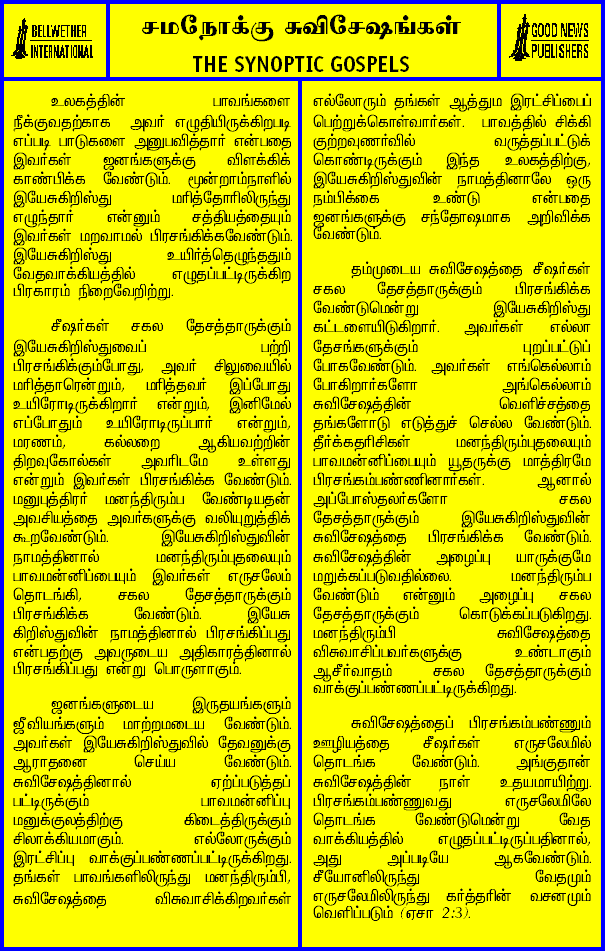 BELLWETHER
INTERNATIONAL
சமநோக்கு சுவிசேஷங்கள்
THE SYNOPTIC GOSPELS
GOOD NEWS
PUBLISHERS
உலகத்தின் பாவங்களை
நீக்குவதற்காக அவர் எழுதியிருக்கிறபடி
எப்படி பாடுகளை அனுபவித்தார் என்பதை
இவர்கள் ஜனங்களுக்கு விளக்கிக்
காண்பிக்க வேண்டும். மூன்றாம்நாளில்
இயேசுகிறிஸ்து மரித்தோரிலிருந்து
எழுந்தார் என்னும் சத்தியத்தையும்
இவர்கள் மறவாமல் பிரசங்கிக்கவேண்டும்.
இயேசுகிறிஸ்து உயிர்த்தெழுந்ததும்
வேதவாக்கியத்தில் எழுதப்பட்டிருக்கிற
பிரகாரம் நிறைவேறிற்று.
சீஷர்கள் சகல தேசத்தாருக்கும்
இயேசுகிறிஸ்துவைப் பற்றி
பிரசங்கிக்கும்போது, அவர் சிலுவையில்
மரித்தாரென்றும், மரித்தவர் இப்போது
உயிரோடிருக்கிறார் என்றும், இனிமேல்
எப்போதும் உயிரோடிருப்பார் என்றும்,
மரணம், கல்லறை ஆகியவற்றின்
திறவுகோல்கள் அவரிடமே உள்ளது
என்றும் இவர்கள் பிரசங்கிக்க வேண்டும்.
மனுபுத்திரர் மனந்திரும்ப வேண்டியதன்
அவசியத்தை அவர்களுக்கு வலியுறுத்திக்
கூறவேண்டும். இயேசுகிறிஸ்துவின்
நாமத்தினால் மனந்திரும்புதலையும்
பாவமன்னிப்பையும் இவர்கள் எருசலேம்
தொடங்கி, சகல தேசத்தாருக்கும்
பிரசங்கிக்க வேண்டும். இயேசு
கிறிஸ்துவின் நாமத்தினால் பிரசங்கிப்பது
என்பதற்கு அவருடைய அதிகாரத்தினால்
பிரசங்கிப்பது என்று பொருளாகும்.
ஜனங்களுடைய இருதயங்களும்
ஜீவியங்களும் மாற்றமடைய வேண்டும்.
அவர்கள் இயேசுகிறிஸ்துவில் தேவனுக்கு
ஆராதனை செய்ய வேண்டும்.
சுவிசேஷத்தினால் ஏற்படுத்தப்
பட்டிருக்கும் பாவமன்னிப்பு
மனுக்குலத்திற்கு கிடைத்திருக்கும்
சிலாக்கியமாகும். எல்லோருக்கும்
இரட்சிப்பு வாக்குப்பண்ணப்பட்டிருக்கிறது.
தங்கள் பாவங்களிலிருந்து மனந்திரும்பி,
சுவிசேஷத்தை விசுவாசிக்கிறவர்கள்
எல்லோரும் தங்கள் ஆத்தும இரட்சிப்பைப்
பெற்றுக்கொள்வார்கள். பாவத்தில் சிக்கி
குற்றவுணர்வில் வருத்தப்பட்டுக்
கொண்டிருக்கும் இந்த உலகத்திற்கு,
இயேசுகிறிஸ்துவின் நாமத்தினாலே ஒரு
நம்பிக்கை உண்டு என்பதை
ஜனங்களுக்கு சந்தோஷமாக அறிவிக்க
வேண்டும்.
தம்முடைய சுவிசேஷத்தை சீஷர்கள்
சகல தேசத்தாருக்கும் பிரசங்கிக்க
வேண்டுமென்று இயேசுகிறிஸ்து
கட்டளையிடுகிறார். அவர்கள் எல்லா
தேசங்களுக்கும் புறப்பட்டுப்
போகவேண்டும். அவர்கள் எங்கெல்லாம்
போகிறார்களோ அங்கெல்லாம்
சுவிசேஷத்தின் வெளிச்சத்தை
தங்களோடு எடுத்துச் செல்ல வேண்டும்.
தீர்க்கதரிசிகள் மனந்திரும்புதலையும்
பாவமன்னிப்பையும் யூதருக்கு மாத்திரமே
பிரசங்கம்பண்ணினார்கள். ஆனால்
அப்போஸ்தலர்களோ சகல
தேசத்தாருக்கும் இயேசுகிறிஸ்துவின்
சுவிசேஷத்தை பிரசங்கிக்க வேண்டும்.
சுவிசேஷத்தின் அழைப்பு யாருக்குமே
மறுக்கப்படுவதில்லை. மனந்திரும்ப
வேண்டும் என்னும் அழைப்பு சகல
தேசத்தாருக்கும் கொடுக்கப்படுகிறது.
மனந்திரும்பி சுவிசேஷத்தை
விசுவாசிப்பவர்களுக்கு உண்டாகும்
ஆசீர்வாதம் சகல தேசத்தாருக்கும்
வாக்குப்பண்ணப்பட்டிருக்கிறது.
சுவிசேஷத்தைப் பிரசங்கம்பண்ணும்
ஊழியத்தை சீஷர்கள் எருசலேமில்
தொடங்க வேண்டும். அங்குதான்
சுவிசேஷத்தின் நாள் உதயமாயிற்று.
பிரசங்கம்பண்ணுவது எருசலேமிலே
தொடங்க வேண்டுமென்று வேத
வாக்கியத்தில் எழுதப்பட்டிருப்பதினால்,
அது அப்படியே ஆகவேண்டும்.
சீயோனிலிருந்து வேதமும்
எருசலேமிலிருந்து கர்த்தரின் வசனமும்
வெளிப்படும் (ஏசா 2:3).